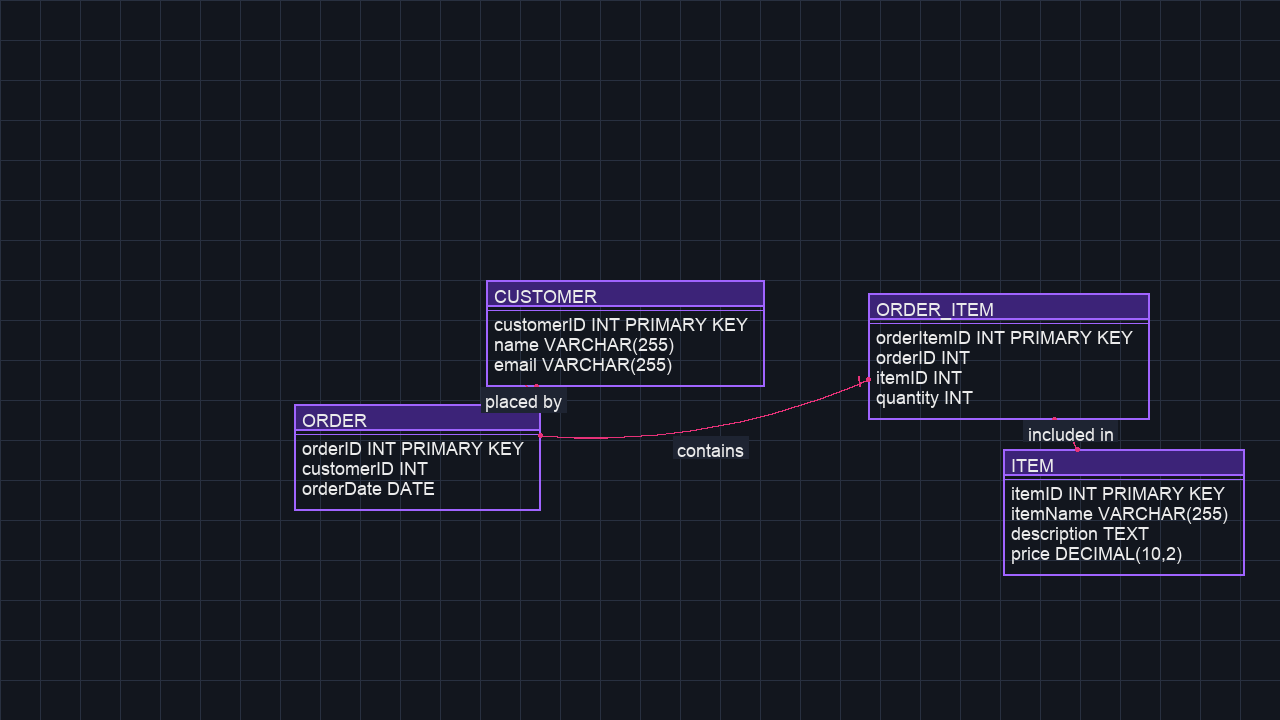 CUSTOMER
customerID INT PRIMARY KEY
name VARCHAR(255)
email VARCHAR(255)
placed by
ORDER
orderID INT PRIMARY KEY
customerID INT
orderDate DATE
contains
ORDER_ITEM
orderItemID INT PRIMARY KEY
orderID INT
itemID INT
quantity INT
included in
ITEM
itemID INT PRIMARY KEY
itemName VARCHAR(255)
description TEXT
price DECIMAL(10,2)